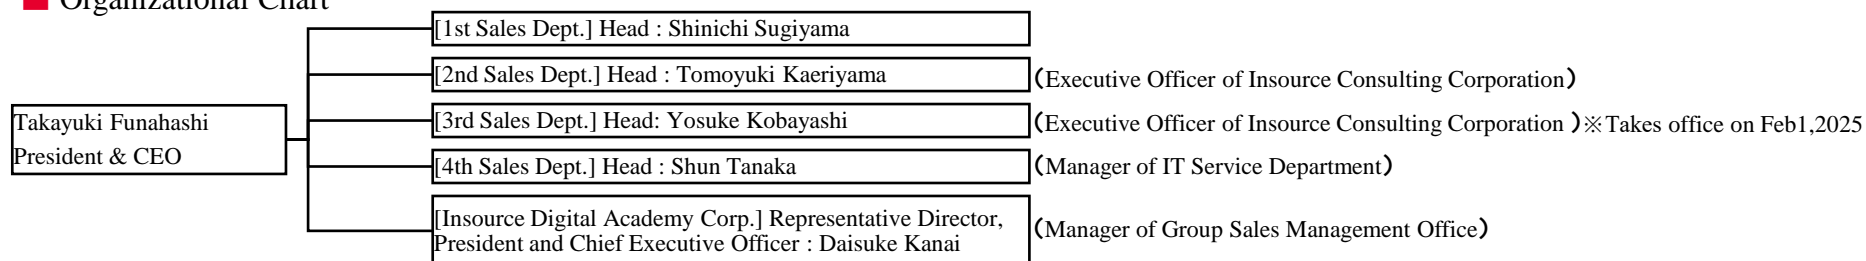 ■ Organizational Chart
[1st Sales Dept.] Head : Shinichi Sugiyama
[2nd Sales Dept.] Head : Tomoyuki Kaeriyama
（Executive Officer of Insource Consulting Corporation）
Takayuki Funahashi
President & CEO
[3rd Sales Dept.] Head: Yosuke Kobayashi
（Executive Officer of Insource Consulting Corporation ）※Takes office on Feb1,2025
[4th Sales Dept.] Head : Shun Tanaka
（Manager of IT Service Department）
[Insource Digital Academy Corp.] Representative Director,
President and Chief Executive Officer : Daisuke Kanai
（Manager of Group Sales Management Office）